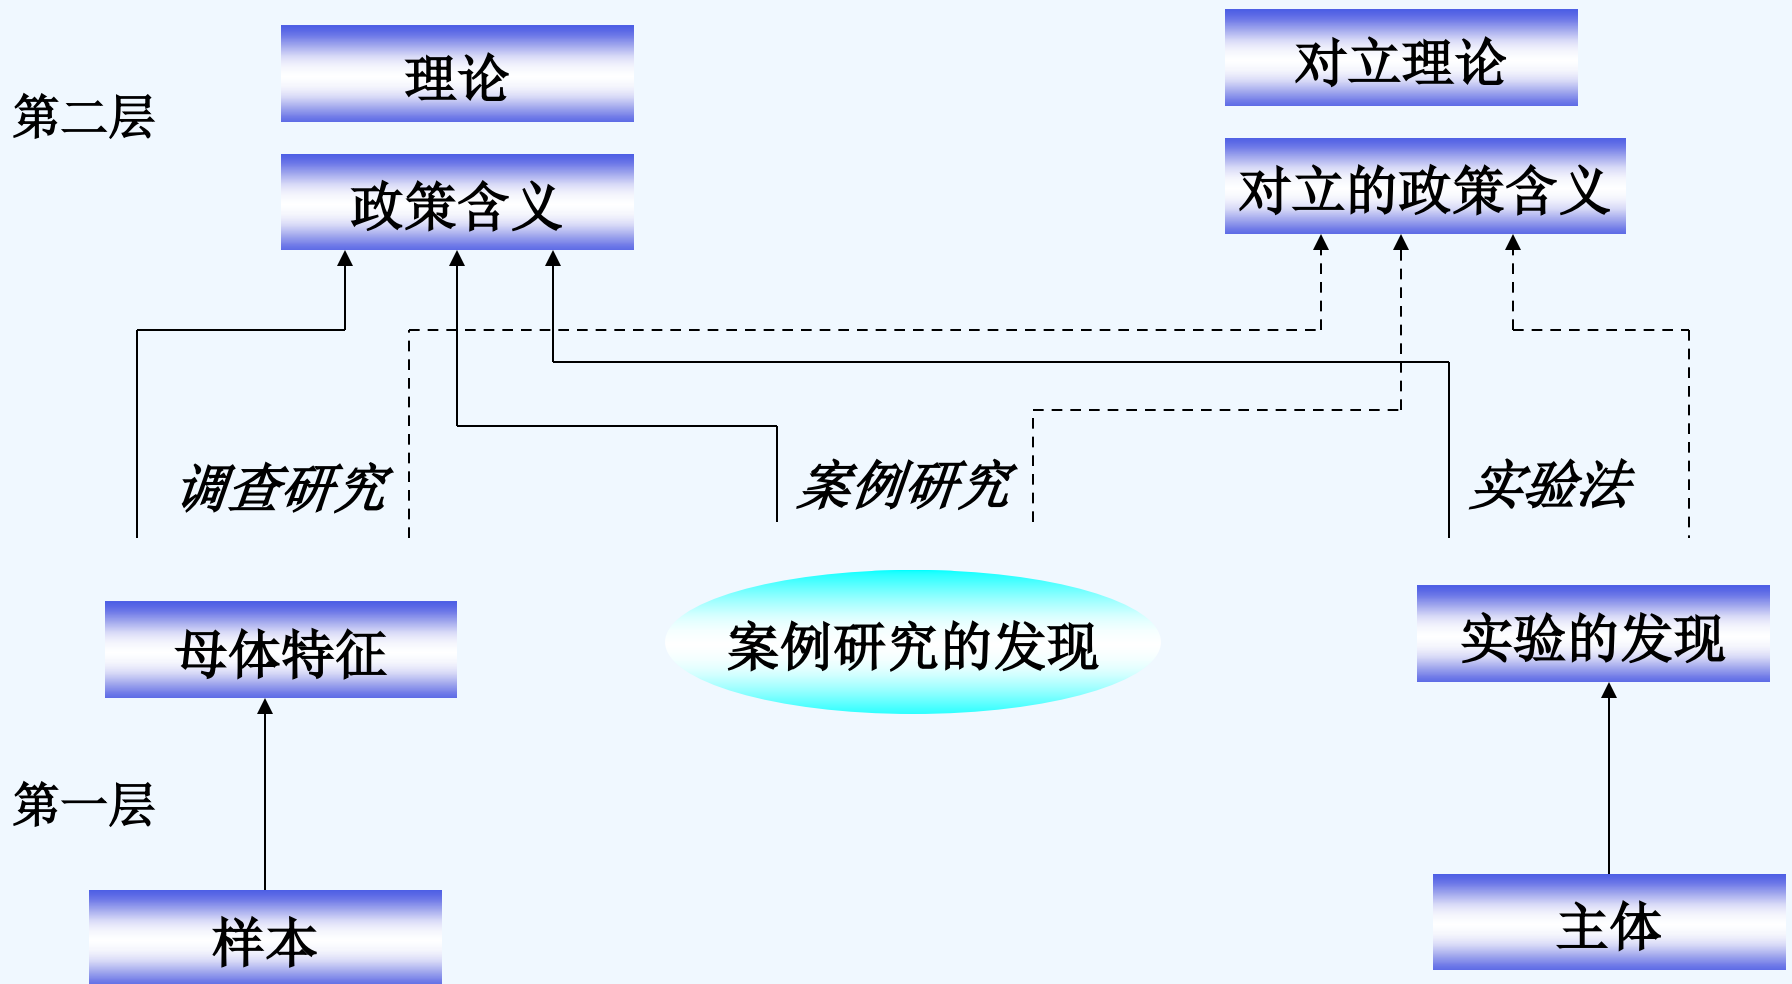 理论
对立理论
第二层
政策含义
对立的政策含义
调查研究
案例研究
实验法
母体特征
案例研究的发现
实验的发现
第一层
样本
主体